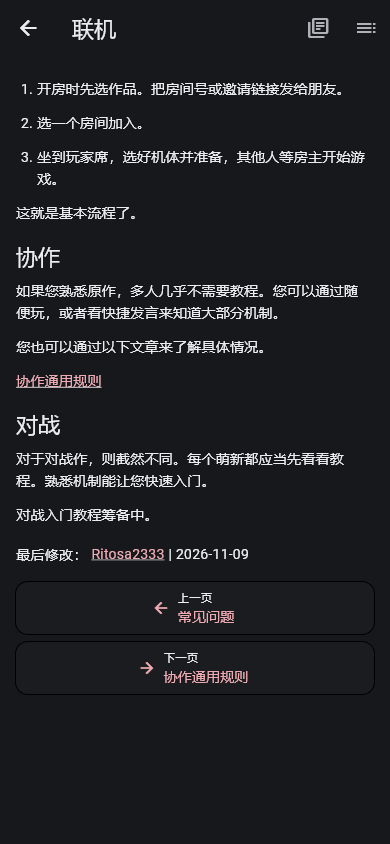 联机
1. 开房时先选作品。把房间号或邀请链接发给朋友。
2. 选一个房间加入。
3. 坐到玩家席，选好机体并准备，其他人等房主开始游
戏。
这就是基本流程了。
协作
如果您熟悉原作，多人几乎不需要教程。您可以通过随
便玩，或者看快捷发言来知道大部分机制。
您也可以通过以下文章来了解具体情况。
协作通用规则
对战
对于对战作，则截然不同。每个萌新都应当先看看教
程。熟悉机制能让您快速入门。
对战入门教程筹备中。
最后修改： Ritosa2333 | 2026-11-09
上一页
常见问题
下一页
协作通用规则